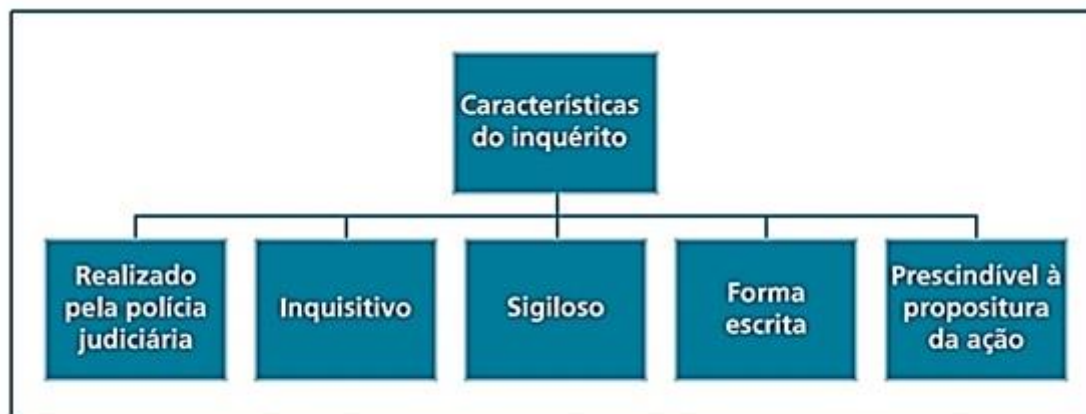 Características
do inquérito
Realizado
pela polícia
judiciária
Inquisitivo
Sigiloso
Forma
escrita
Prescindível à
propositura
da ação